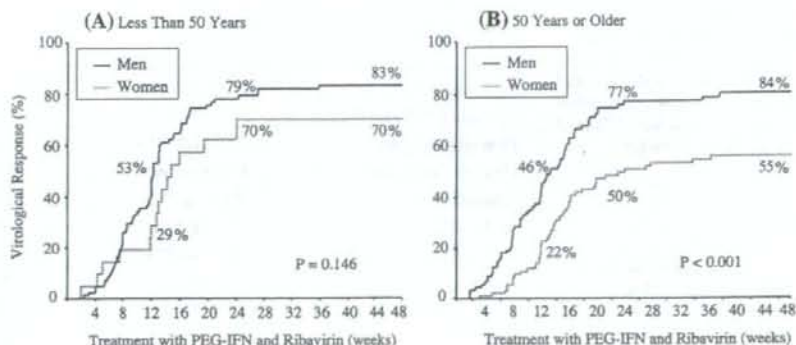 (A) Less Than 50 Years
Virological Response (%)
100
80
60
40
20
0
Men
Women
53%
29%
79%
70%
83%
70%
P = 0.146
4 8 12 16 20 24 28 32 36 40 44 48
Treatment with PEG-IFN and Ribavirin (weeks)
(B) 50 Years or Older
100
80
60
40
20
0
Men
Women
46%
22%
77%
50%
84%
55%
P < 0.001
4 8 12 16 20 24 28 32 36 40 44 48
Treatment with PEG-IFN and Ribavirin (weeks)